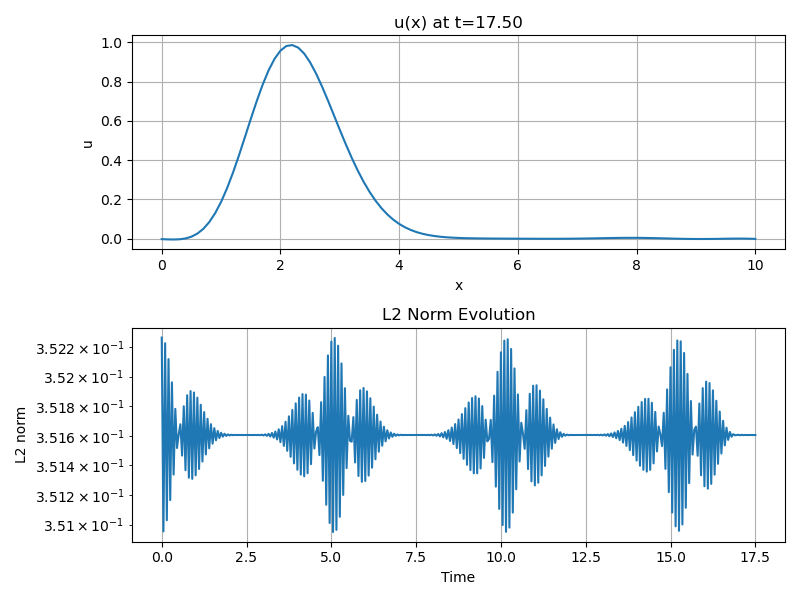 u(x) at t=17.50
1.0
0.8
0.6
0.4
0.2
0.0
u
0 2 4 6 8 10
x
L2 Norm Evolution
3.522 × 10⁻¹
3.52 × 10⁻¹
3.518 × 10⁻¹
3.516 × 10⁻¹
3.514 × 10⁻¹
3.512 × 10⁻¹
3.51 × 10⁻¹
L2 norm
0.0 2.5 5.0 7.5 10.0 12.5 15.0 17.5
Time